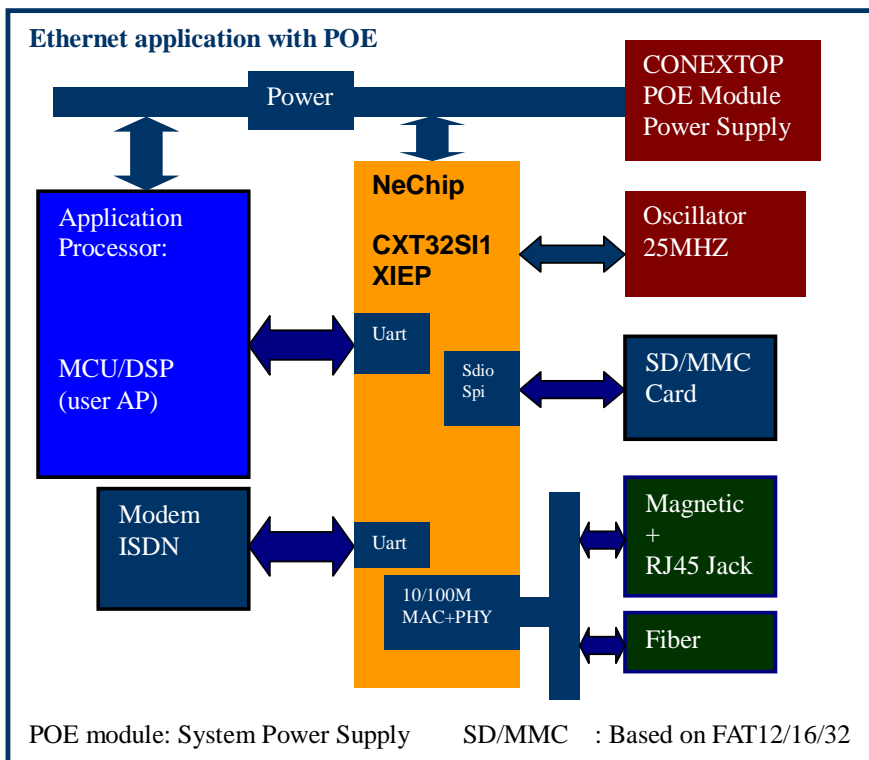 Ethernet application with POE
Power
CONEXTOP
POE Module
Power Supply
NeChip
CXT32SI1
XIEP
Application
Processor:
MCU/DSP
(user AP)
Oscillator
25MHZ
Uart
Sdio
Spi
SD/MMC
Card
Modem
ISDN
Uart
10/100M
MAC+PHY
Magnetic
+
RJ45 Jack
Fiber
POE module: System Power Supply SD/MMC : Based on FAT12/16/32